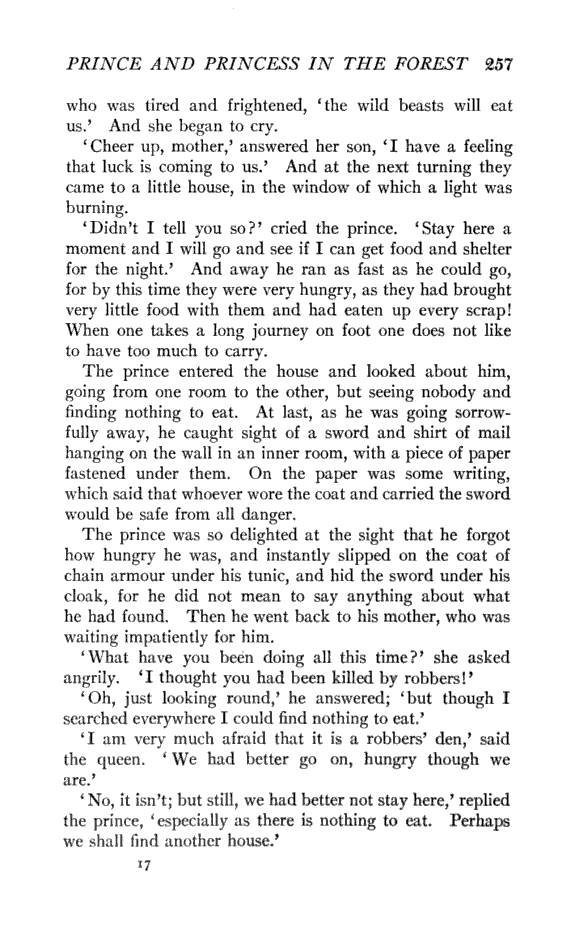 PRINCE AND PRINCESS IN THE FOREST 257
who was tired and frightened, ‘the wild beasts will eat
us.’ And she began to cry.
‘Cheer up, mother,’ answered her son, ‘I have a feeling
that luck is coming to us.’ And at the next turning they
came to a little house, in the window of which a light was
burning.
‘Didn’t I tell you so?’ cried the prince. ‘Stay here a
moment and I will go and see if I can get food and shelter
for the night.’ And away he ran as fast as he could go,
for by this time they were very hungry, as they had brought
very little food with them and had eaten up every scrap!
When one takes a long journey on foot one does not like
to have too much to carry.
The prince entered the house and looked about him,
going from one room to the other, but seeing nobody and
finding nothing to eat. At last, as he was going sorrow-
fully away, he caught sight of a sword and shirt of mail
hanging on the wall in an inner room, with a piece of paper
fastened under them. On the paper was some writing,
which said that whoever wore the coat and carried the sword
would be safe from all danger.
The prince was so delighted at the sight that he forgot
how hungry he was, and instantly slipped on the coat of
chain armour under his tunic, and hid the sword under his
cloak, for he did not mean to say anything about what
he had found. Then he went back to his mother, who was
waiting impatiently for him.
‘What have you been doing all this time?’ she asked
angrily. ‘I thought you had been killed by robbers!’
‘Oh, just looking round,’ he answered; ‘but though I
searched everywhere I could find nothing to eat.’
‘I am very much afraid that it is a robbers’ den,’ said
the queen. ‘We had better go on, hungry though we
are.’
‘No, it isn’t; but still, we had better not stay here,’ replied
the prince, ‘especially as there is nothing to eat. Perhaps
we shall find another house.’
17